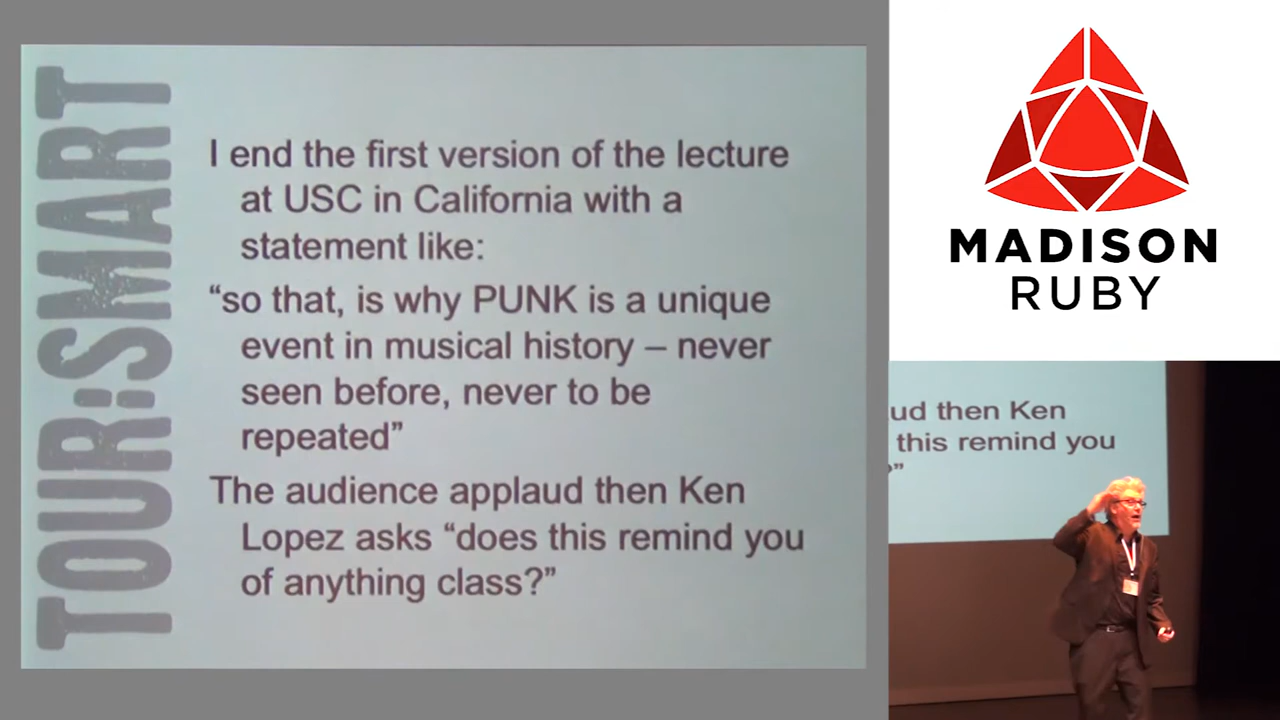 TOUR:SMART
I end the first version of the lecture
at USC in California with a
statement like:
“so that, is why PUNK is a unique
event in musical history – never
seen before, never to be
repeated”
The audience applaud then Ken
Lopez asks “does this remind you
of anything class?”
MADISON
RUBY
ud then Ken
this remind you
?”